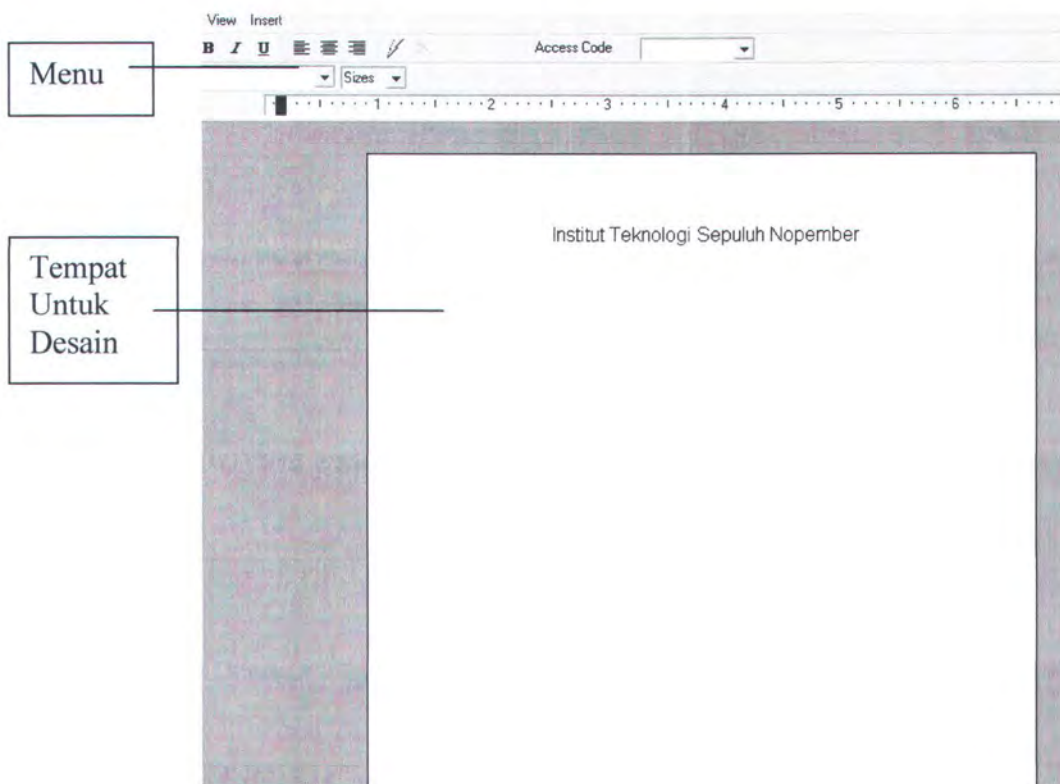 View Insert
B I U Access Code
Menu
Sizes
1 2 3 4 5 6
Institut Teknologi Sepuluh Nopember
Tempat
Untuk
Desain